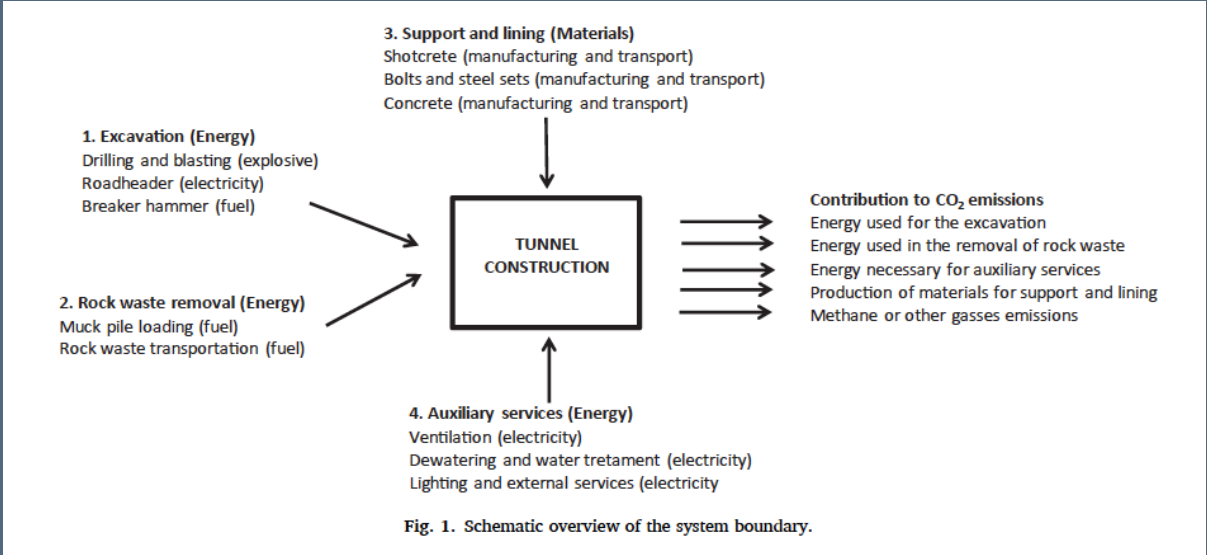 3. Support and lining (Materials)
Shotcrete (manufacturing and transport)
Bolts and steel sets (manufacturing and transport)
Concrete (manufacturing and transport)
1. Excavation (Energy)
Drilling and blasting (explosive)
Roadheader (electricity)
Breaker hammer (fuel)
2. Rock waste removal (Energy)
Muck pile loading (fuel)
Rock waste transportation (fuel)
TUNNEL
CONSTRUCTION
Contribution to CO₂ emissions
Energy used for the excavation
Energy used in the removal of rock waste
Energy necessary for auxiliary services
Production of materials for support and lining
Methane or other gasses emissions
4. Auxiliary services (Energy)
Ventilation (electricity)
Dewatering and water tretament (electricity)
Lighting and external services (electricity
Fig. 1. Schematic overview of the system boundary.